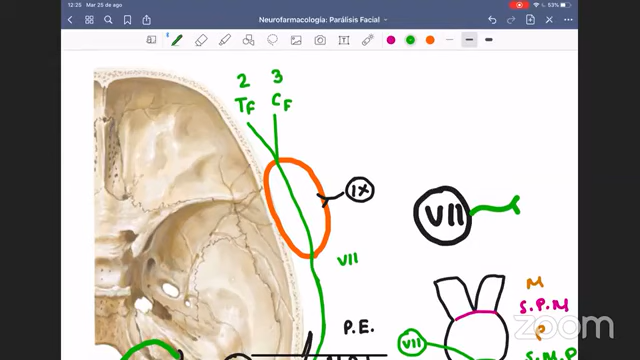 12:25 Mar 25 de ago
53%
Neurofarmacología: Parálisis Facial
2 3
TF CF
IX
VII
VII
P.E.
M
S.P.M
P
VII
S.M.P
zoom